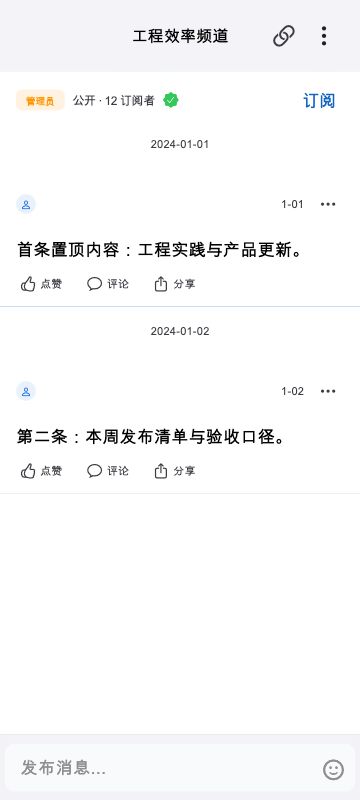 工程效率频道
管理员 公开 · 12 订阅者 订阅
2024-01-01
1-01
首条置顶内容：工程实践与产品更新。
点赞 评论 分享
2024-01-02
1-02
第二条：本周发布清单与验收口径。
点赞 评论 分享
发布消息...